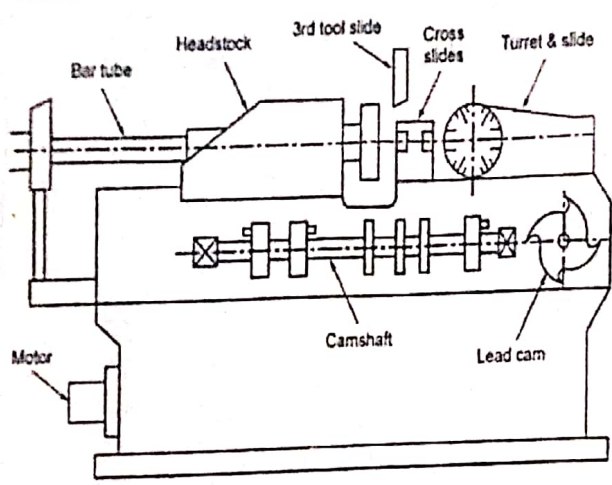 3rd tool slide
Cross
slides
Turret & slide
Headstock
Bar tube
Camshaft
Lead cam
Motor